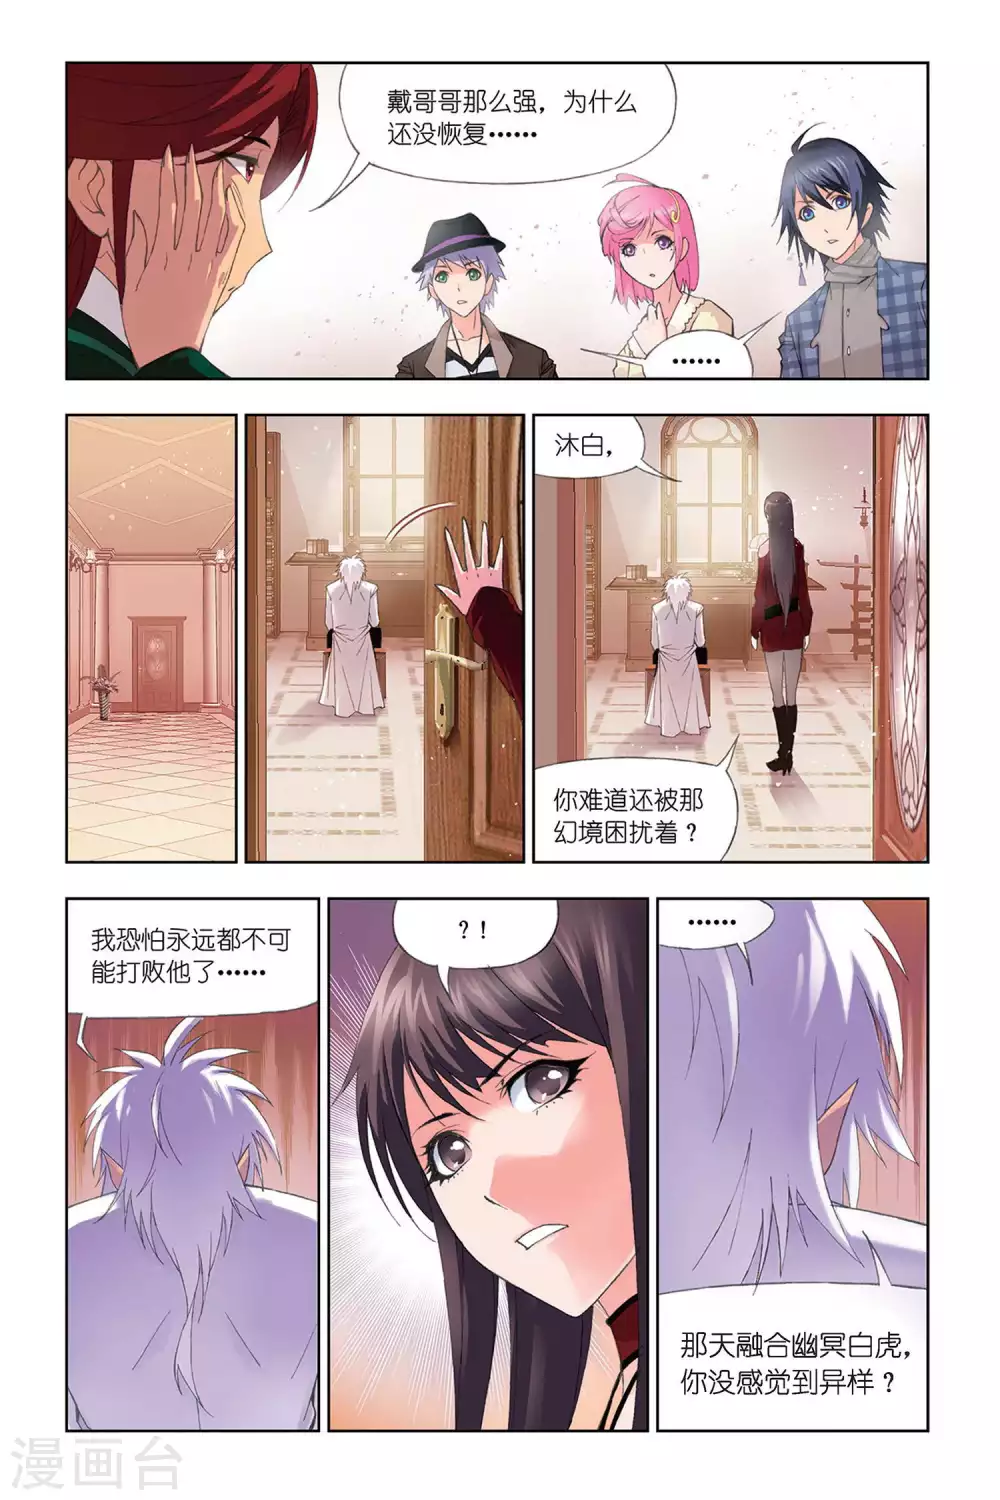 戴哥哥那么强，为什么
还没恢复……
……
沐白，
你难道还被那
幻境困扰着？
我恐怕永远都不可
能打败他了……
？！
……
那天融合幽冥白虎，
你没感觉到异样？
漫画台